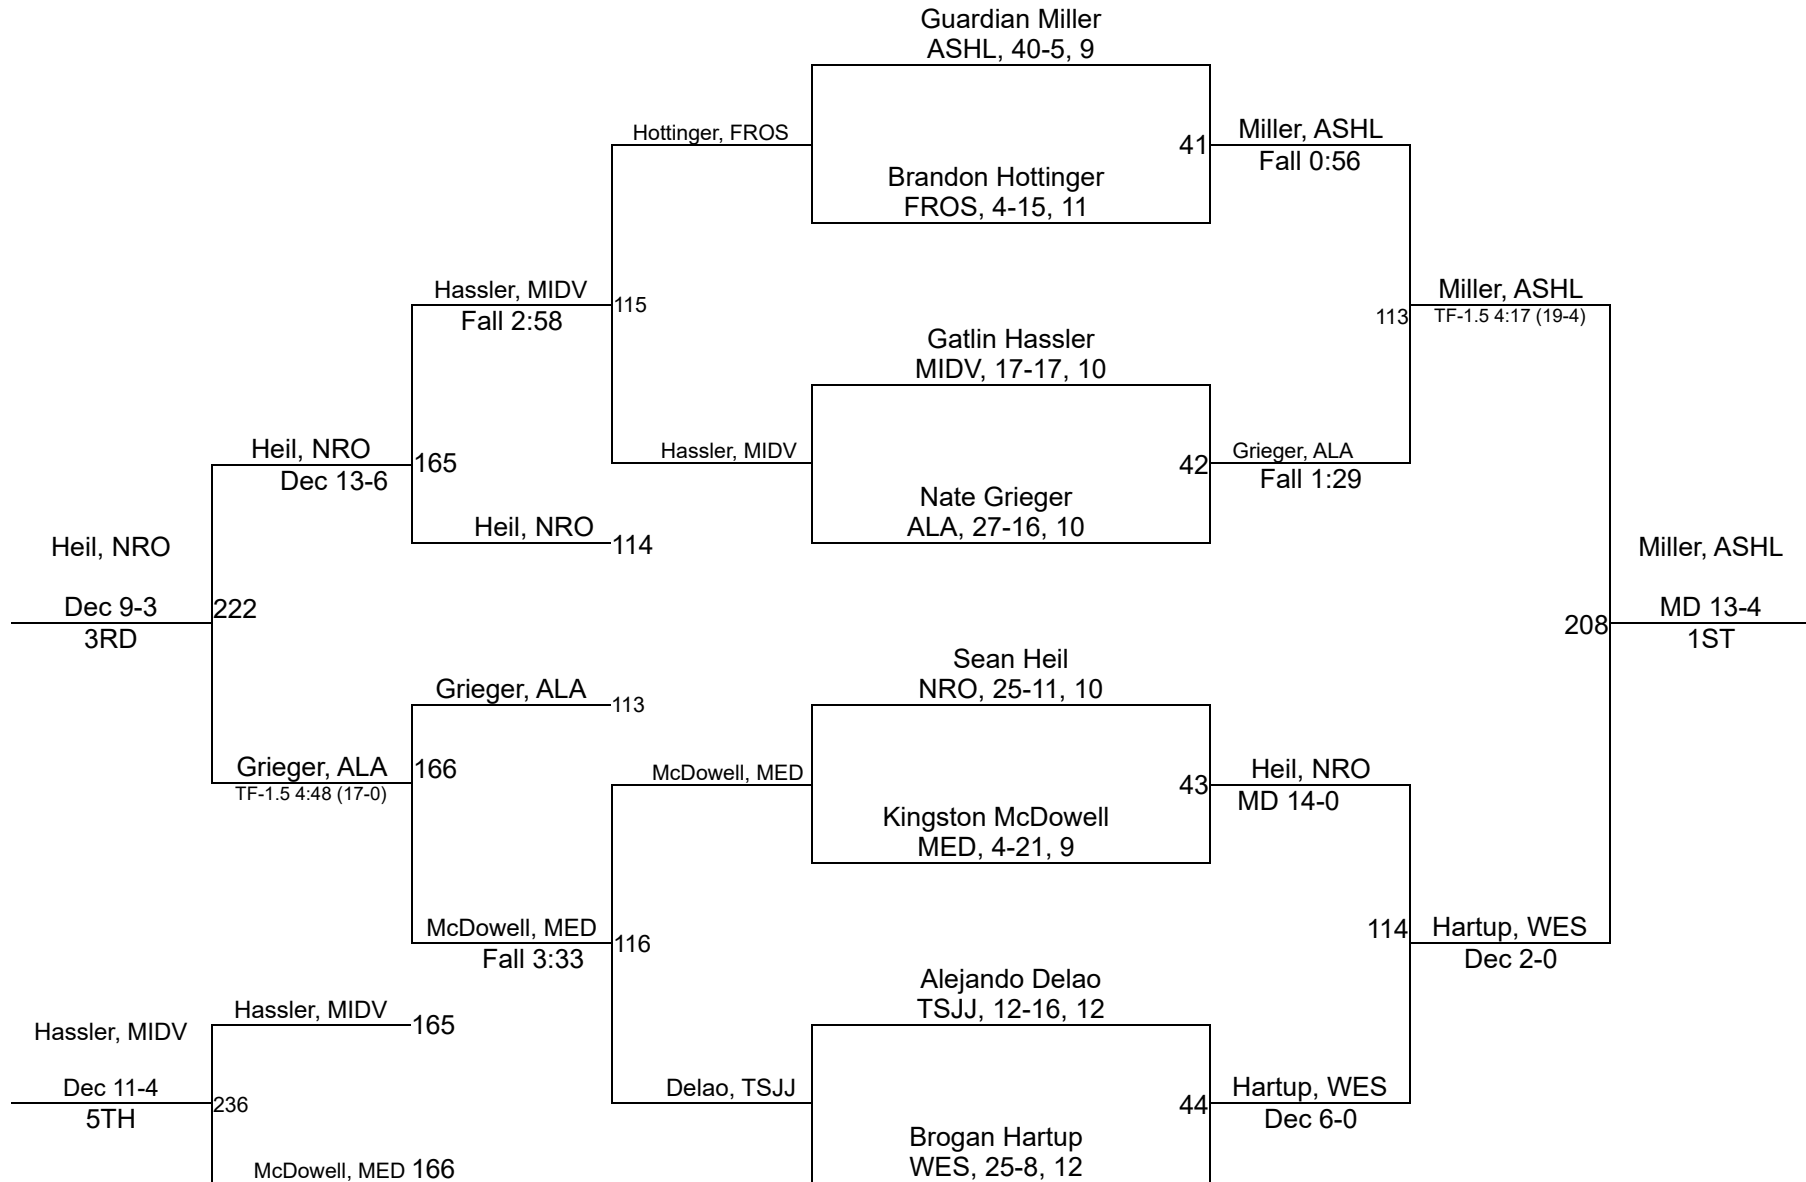 Guardian Miller
ASHL, 40-5, 9
Hottinger, FROS
41
Miller, ASHL
Fall 0:56
Brandon Hottinger
FROS, 4-15, 11
Hassler, MIDV
Fall 2:58
115
Miller, ASHL
TF-1.5 4:17 (19-4)
113
Gatlin Hassler
MIDV, 17-17, 10
Heil, NRO
Dec 13-6
165
Hassler, MIDV
42
Grieger, ALA
Fall 1:29
Nate Grieger
ALA, 27-16, 10
Heil, NRO
114
Heil, NRO
Dec 9-3
3RD
222
Miller, ASHL
MD 13-4
1ST
208
Sean Heil
NRO, 25-11, 10
Grieger, ALA
113
Grieger, ALA
TF-1.5 4:48 (17-0)
166
McDowell, MED
43
Heil, NRO
MD 14-0
Kingston McDowell
MED, 4-21, 9
McDowell, MED
Fall 3:33
116
114
Hartup, WES
Dec 2-0
Alejando Delao
TSJJ, 12-16, 12
Hassler, MIDV
165
Hassler, MIDV
Dec 11-4
5TH
236
Delao, TSJJ
44
Hartup, WES
Dec 6-0
Brogan Hartup
WES, 25-8, 12
McDowell, MED 166